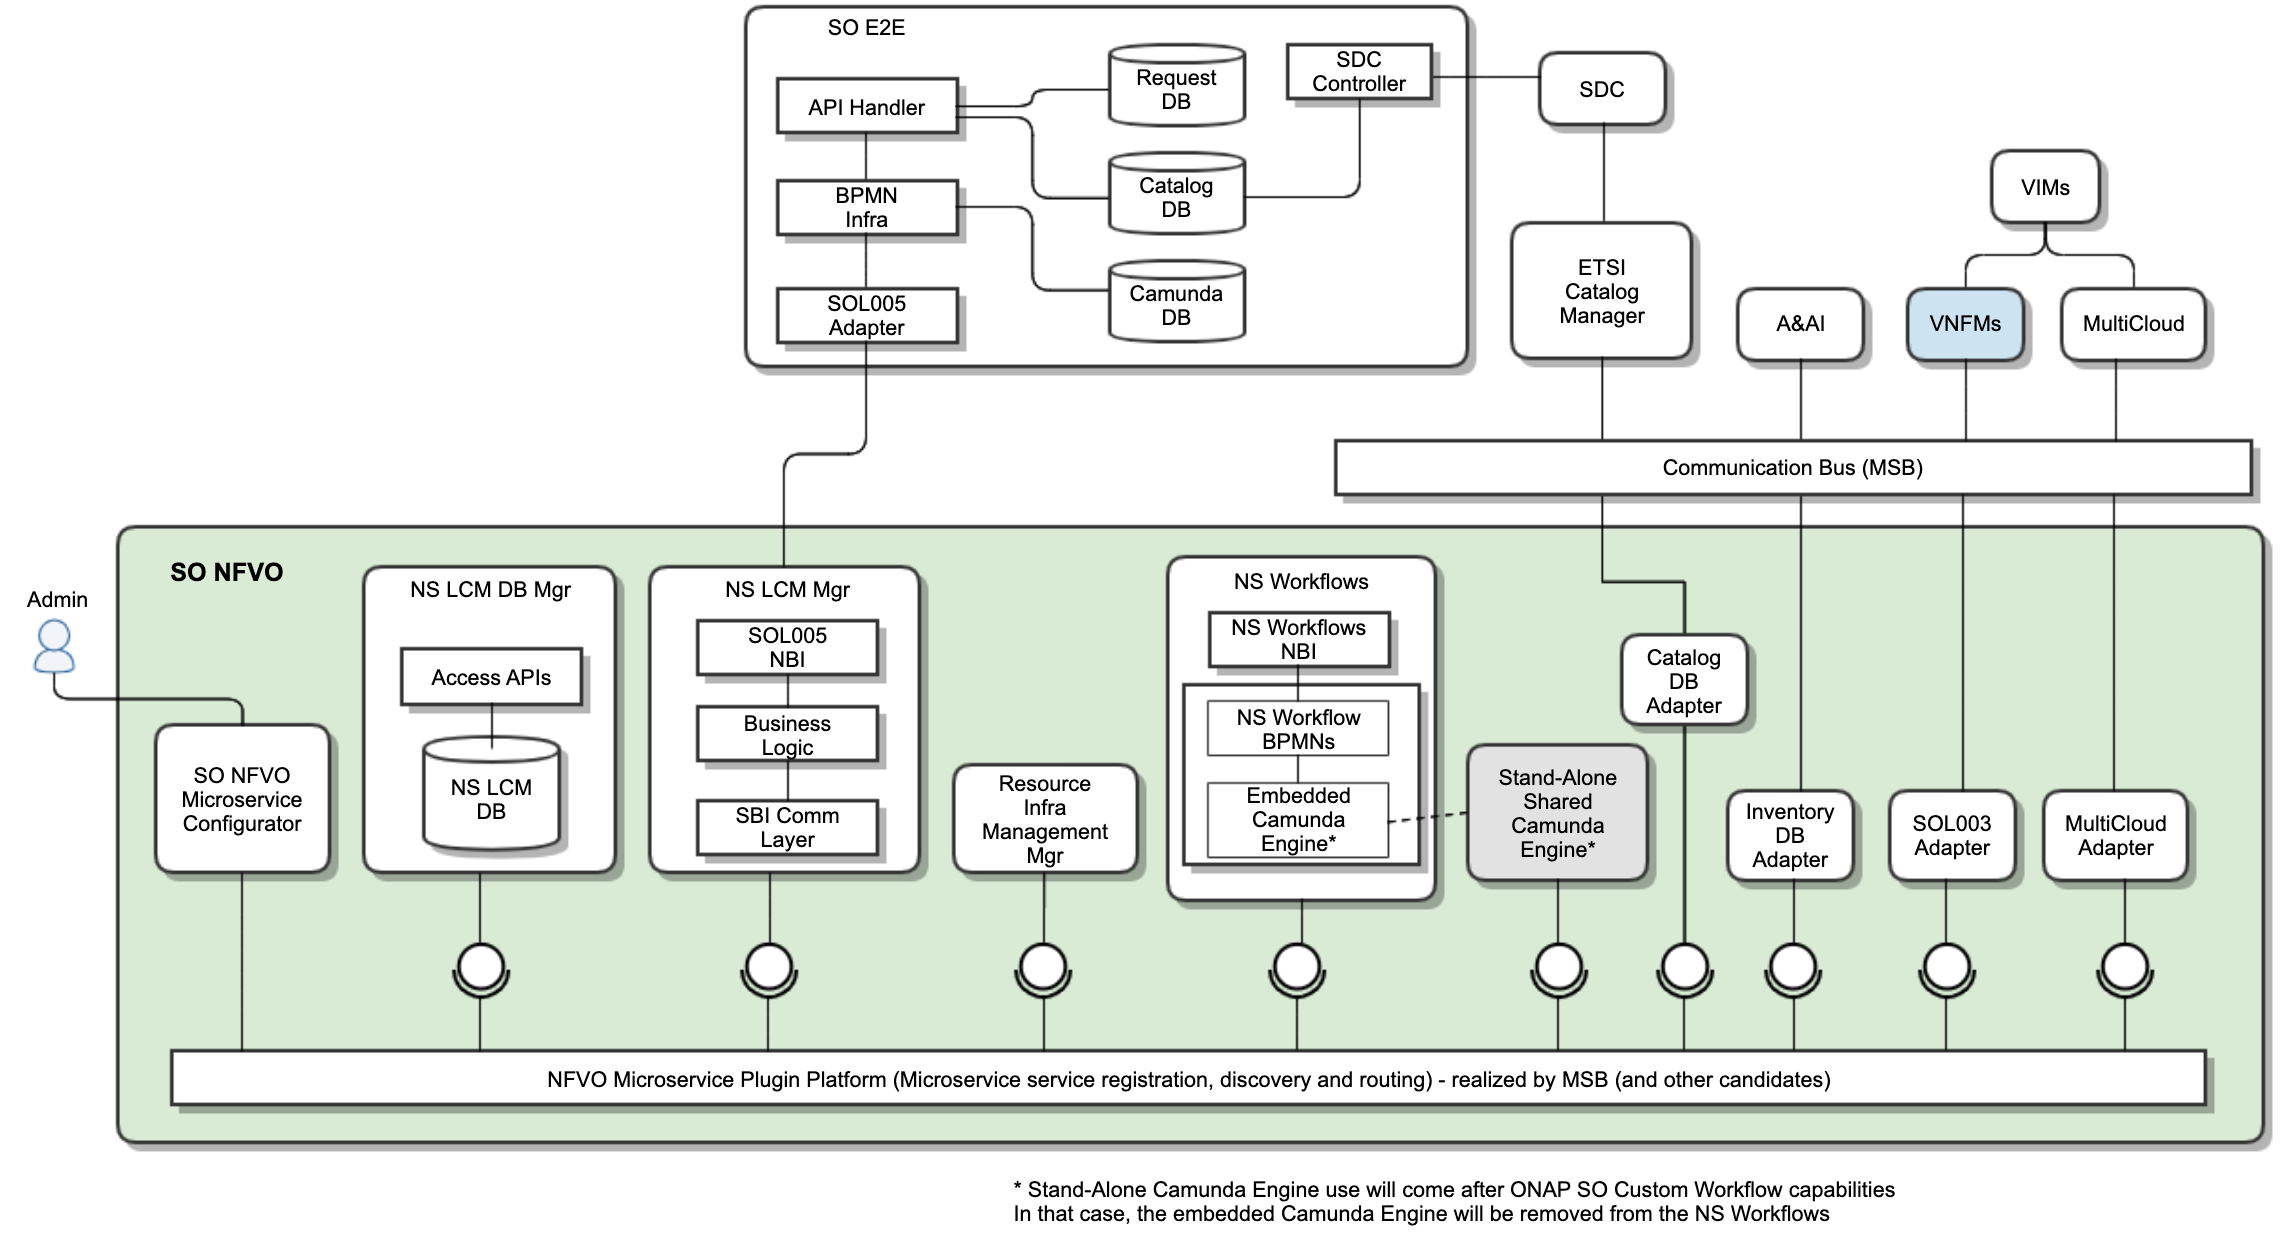 SO E2E
API Handler
Request
DB
SDC
Controller
SDC
BPMN
Infra
Catalog
DB
VIMs
SOL005
Adapter
Camunda
DB
ETSI
Catalog
Manager
A&AI
VNFMs
MultiCloud
Communication Bus (MSB)
SO NFVO
Admin
SO NFVO
Microservice
Configurator
NS LCM DB Mgr
Access APIs
NS LCM
DB
NS LCM Mgr
SOL005
NBI
Business
Logic
SBI Comm
Layer
Resource
Infra
Management
Mgr
NS Workflows
NS Workflows
NBI
NS Workflow
BPMNs
Embedded
Camunda
Engine*
Stand-Alone
Shared
Camunda
Engine*
Catalog
DB
Adapter
Inventory
DB
Adapter
SOL003
Adapter
MultiCloud
Adapter
NFVO Microservice Plugin Platform (Microservice service registration, discovery and routing) - realized by MSB (and other candidates)
* Stand-Alone Camunda Engine use will come after ONAP SO Custom Workflow capabilities
In that case, the embedded Camunda Engine will be removed from the NS Workflows